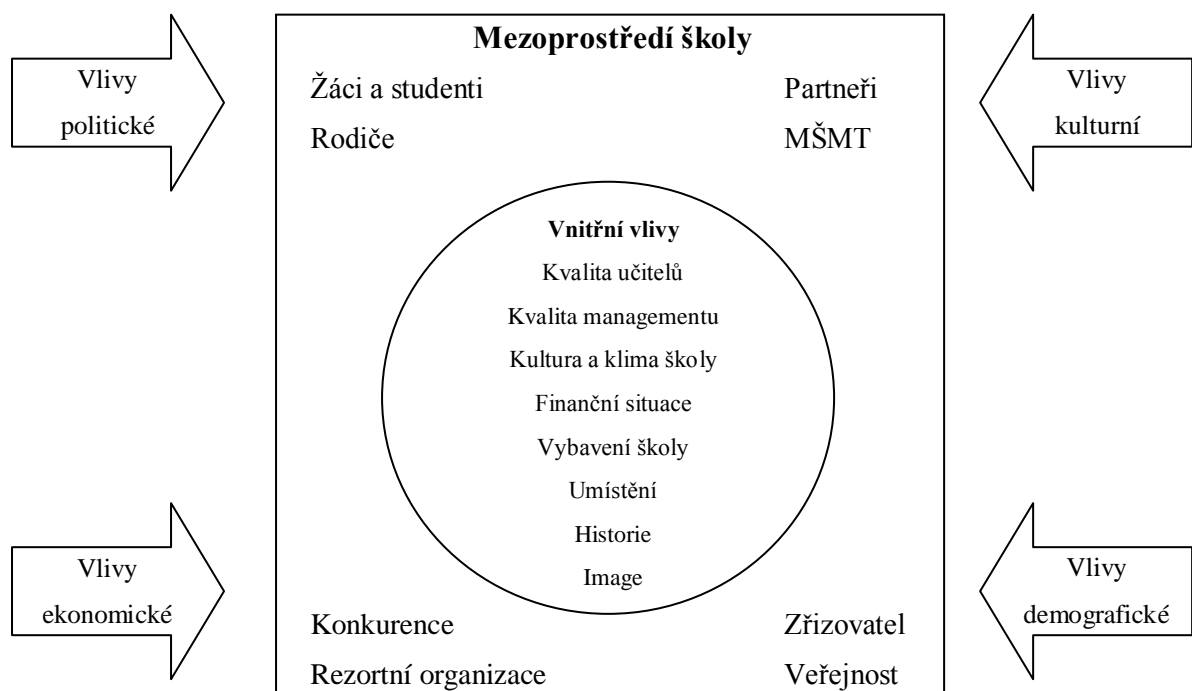 Mezoprostředí školy
Vlivy
politické
Žáci a studenti
Rodiče
Partneři
MŠMT
Vlivy
kulturní
Vnitřní vlivy
Kvalita učitelů
Kvalita managementu
Kultura a klima školy
Finanční situace
Vybavení školy
Umístění
Historie
Image
Vlivy
ekonomické
Konkurence
Rezortní organizace
Zřizovatel
Veřejnost
Vlivy
demografické